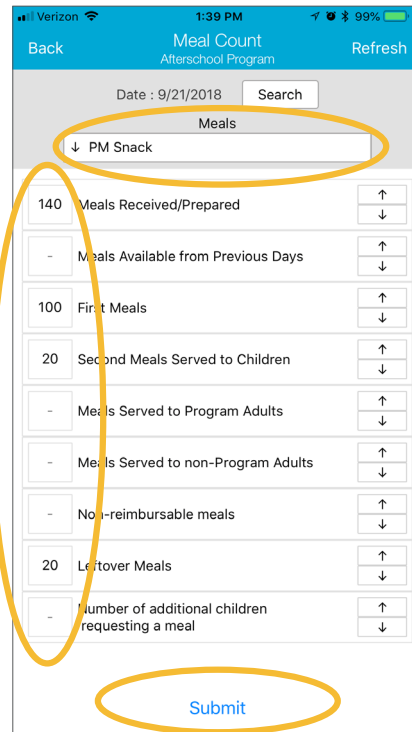 Verizon 1:39 PM 99%
Back Meal Count Refresh
Afterschool Program
Date : 9/21/2018 Search
Meals
↓ PM Snack
140 Meals Received/Prepared ↑ ↓
- Meals Available from Previous Days ↑ ↓
100 First Meals ↑ ↓
20 Second Meals Served to Children ↑ ↓
- Meals Served to Program Adults ↑ ↓
- Meals Served to non-Program Adults ↑ ↓
- Non-reimbursable meals ↑ ↓
20 Leftover Meals ↑ ↓
- Number of additional children ↑
requesting a meal ↓
Submit